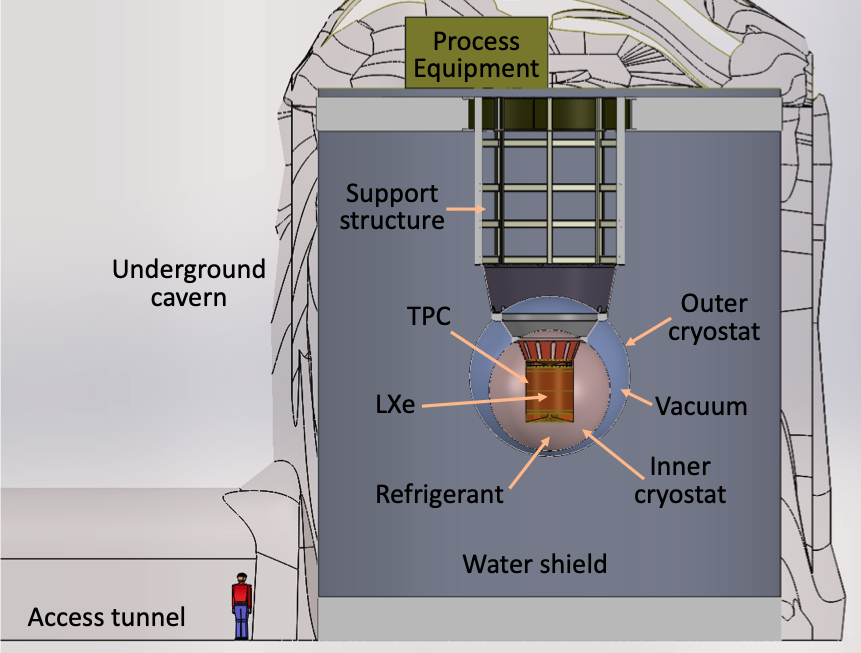 Process
Equipment
Support
structure
Underground
cavern
TPC
Outer
cryostat
LXe
Vacuum
Inner
cryostat
Refrigerant
Water shield
Access tunnel